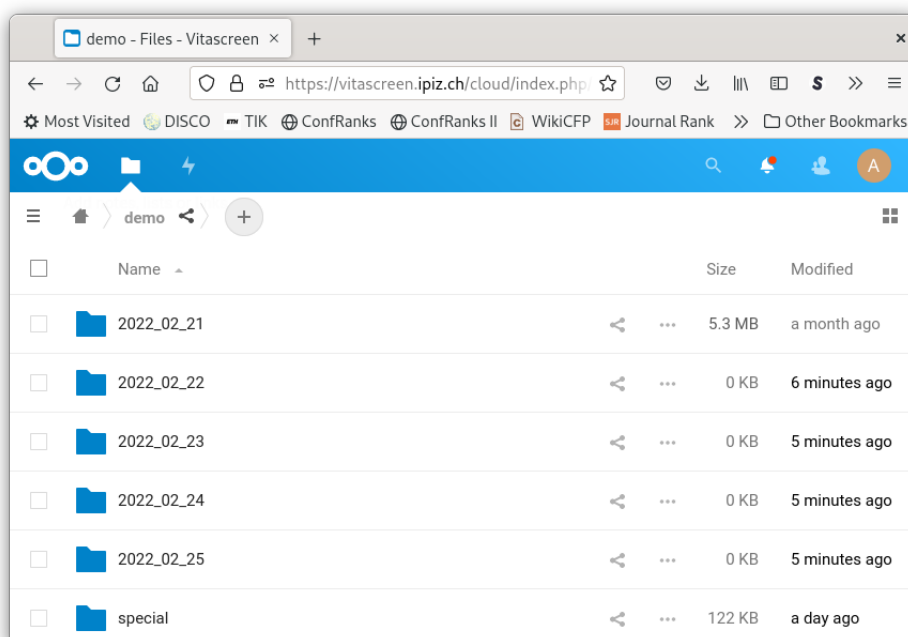 demo - Files - Vitascreen
https://vitascreen.ipiz.ch/cloud/index.php/
Most Visited DISCO TIK ConfRanks ConfRanks II WikiCFP SJR Journal Rank Other Bookmarks
A
demo
Name Size Modified
2022_02_21 5.3 MB a month ago
2022_02_22 0 KB 6 minutes ago
2022_02_23 0 KB 5 minutes ago
2022_02_24 0 KB 5 minutes ago
2022_02_25 0 KB 5 minutes ago
special 122 KB a day ago